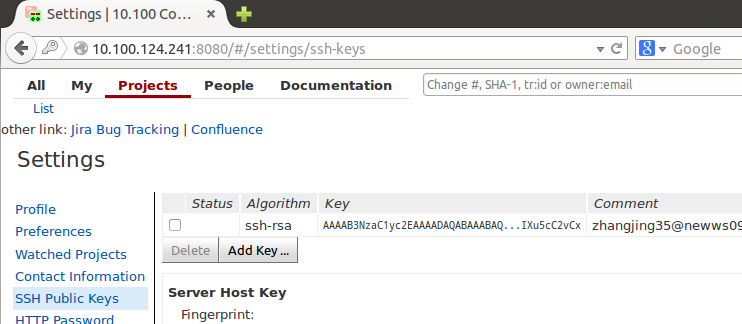 Settings | 10.100 Co...
10.100.124.241:8080/#/settings/ssh-keys
Google
All My Projects People Documentation
Change #, SHA-1, tr:id or owner:email
List
other link: Jira Bug Tracking | Confluence
Settings
Status Algorithm Key Comment
ssh-rsa AAAAB3NzaC1yc2EAAAADAQABAAABAQ...IXu5cC2vCx zhangjing35@newws09
Delete Add Key ...
Profile
Preferences
Watched Projects
Contact Information
SSH Public Keys
HTTP Password
Server Host Key
Fingerprint: